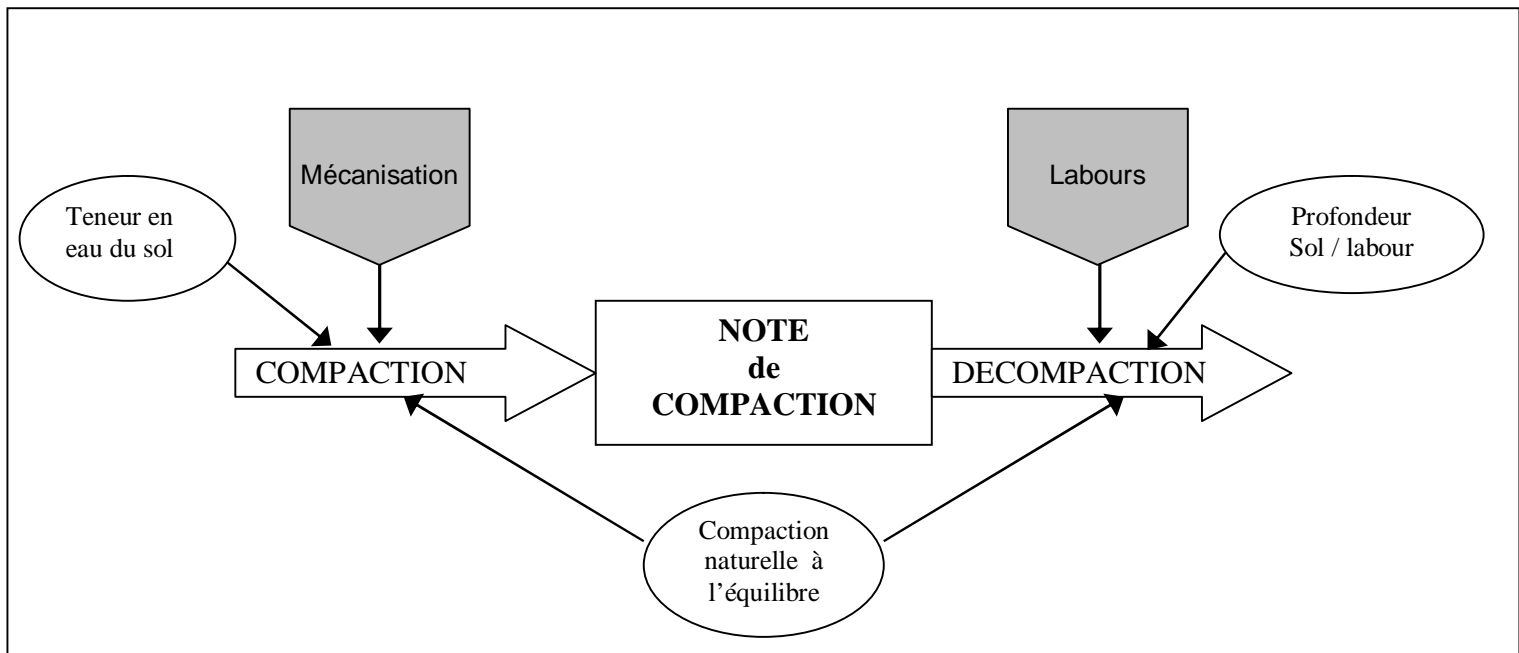 Mécanisation
Labours
Teneur en
eau du sol
Profondeur
Sol / labour
COMPACTION
NOTE
de
COMPACTION
DECOMPACTION
Compaction
naturelle à
l’équilibre